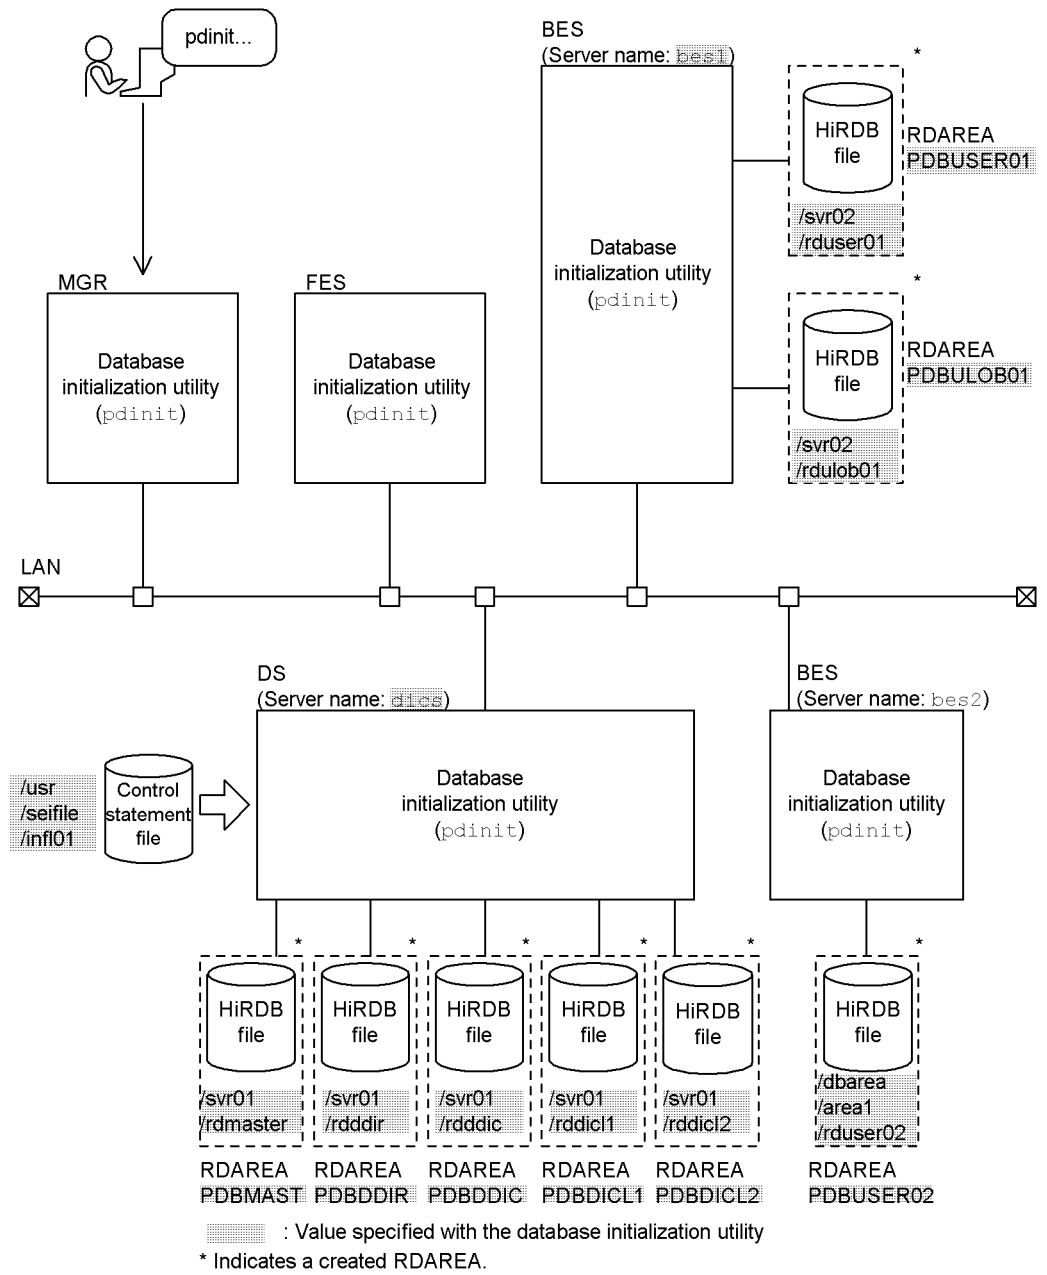 pdinit...
BES
(Server name: bes1)
*
HiRDB
file
RDAREA
PDBUSER01
/svr02
/rduser01
Database
initialization utility
(pdinit)
*
HiRDB
file
RDAREA
PDBULOB01
/svr02
/rdulob01
MGR
Database
initialization utility
(pdinit)
FES
Database
initialization utility
(pdinit)
LAN
DS
(Server name: dics)
BES
(Server name: bes2)
/usr
/seifile
/infl01
Control
statement
file
Database
initialization utility
(pdinit)
Database
initialization utility
(pdinit)
*
HiRDB
file
/svr01
/rdmaster
RDAREA
PDBMAST
*
HiRDB
file
/svr01
/rdddir
RDAREA
PDBDDIR
*
HiRDB
file
/svr01
/rdddic
RDAREA
PDBDDIC
*
HiRDB
file
/svr01
/rddicl1
RDAREA
PDBDICL1
*
HiRDB
file
/svr01
/rddicl2
RDAREA
PDBDICL2
*
HiRDB
file
/dbarea
/area1
/rduser02
RDAREA
PDBUSER02
: Value specified with the database initialization utility
* Indicates a created RDAREA.